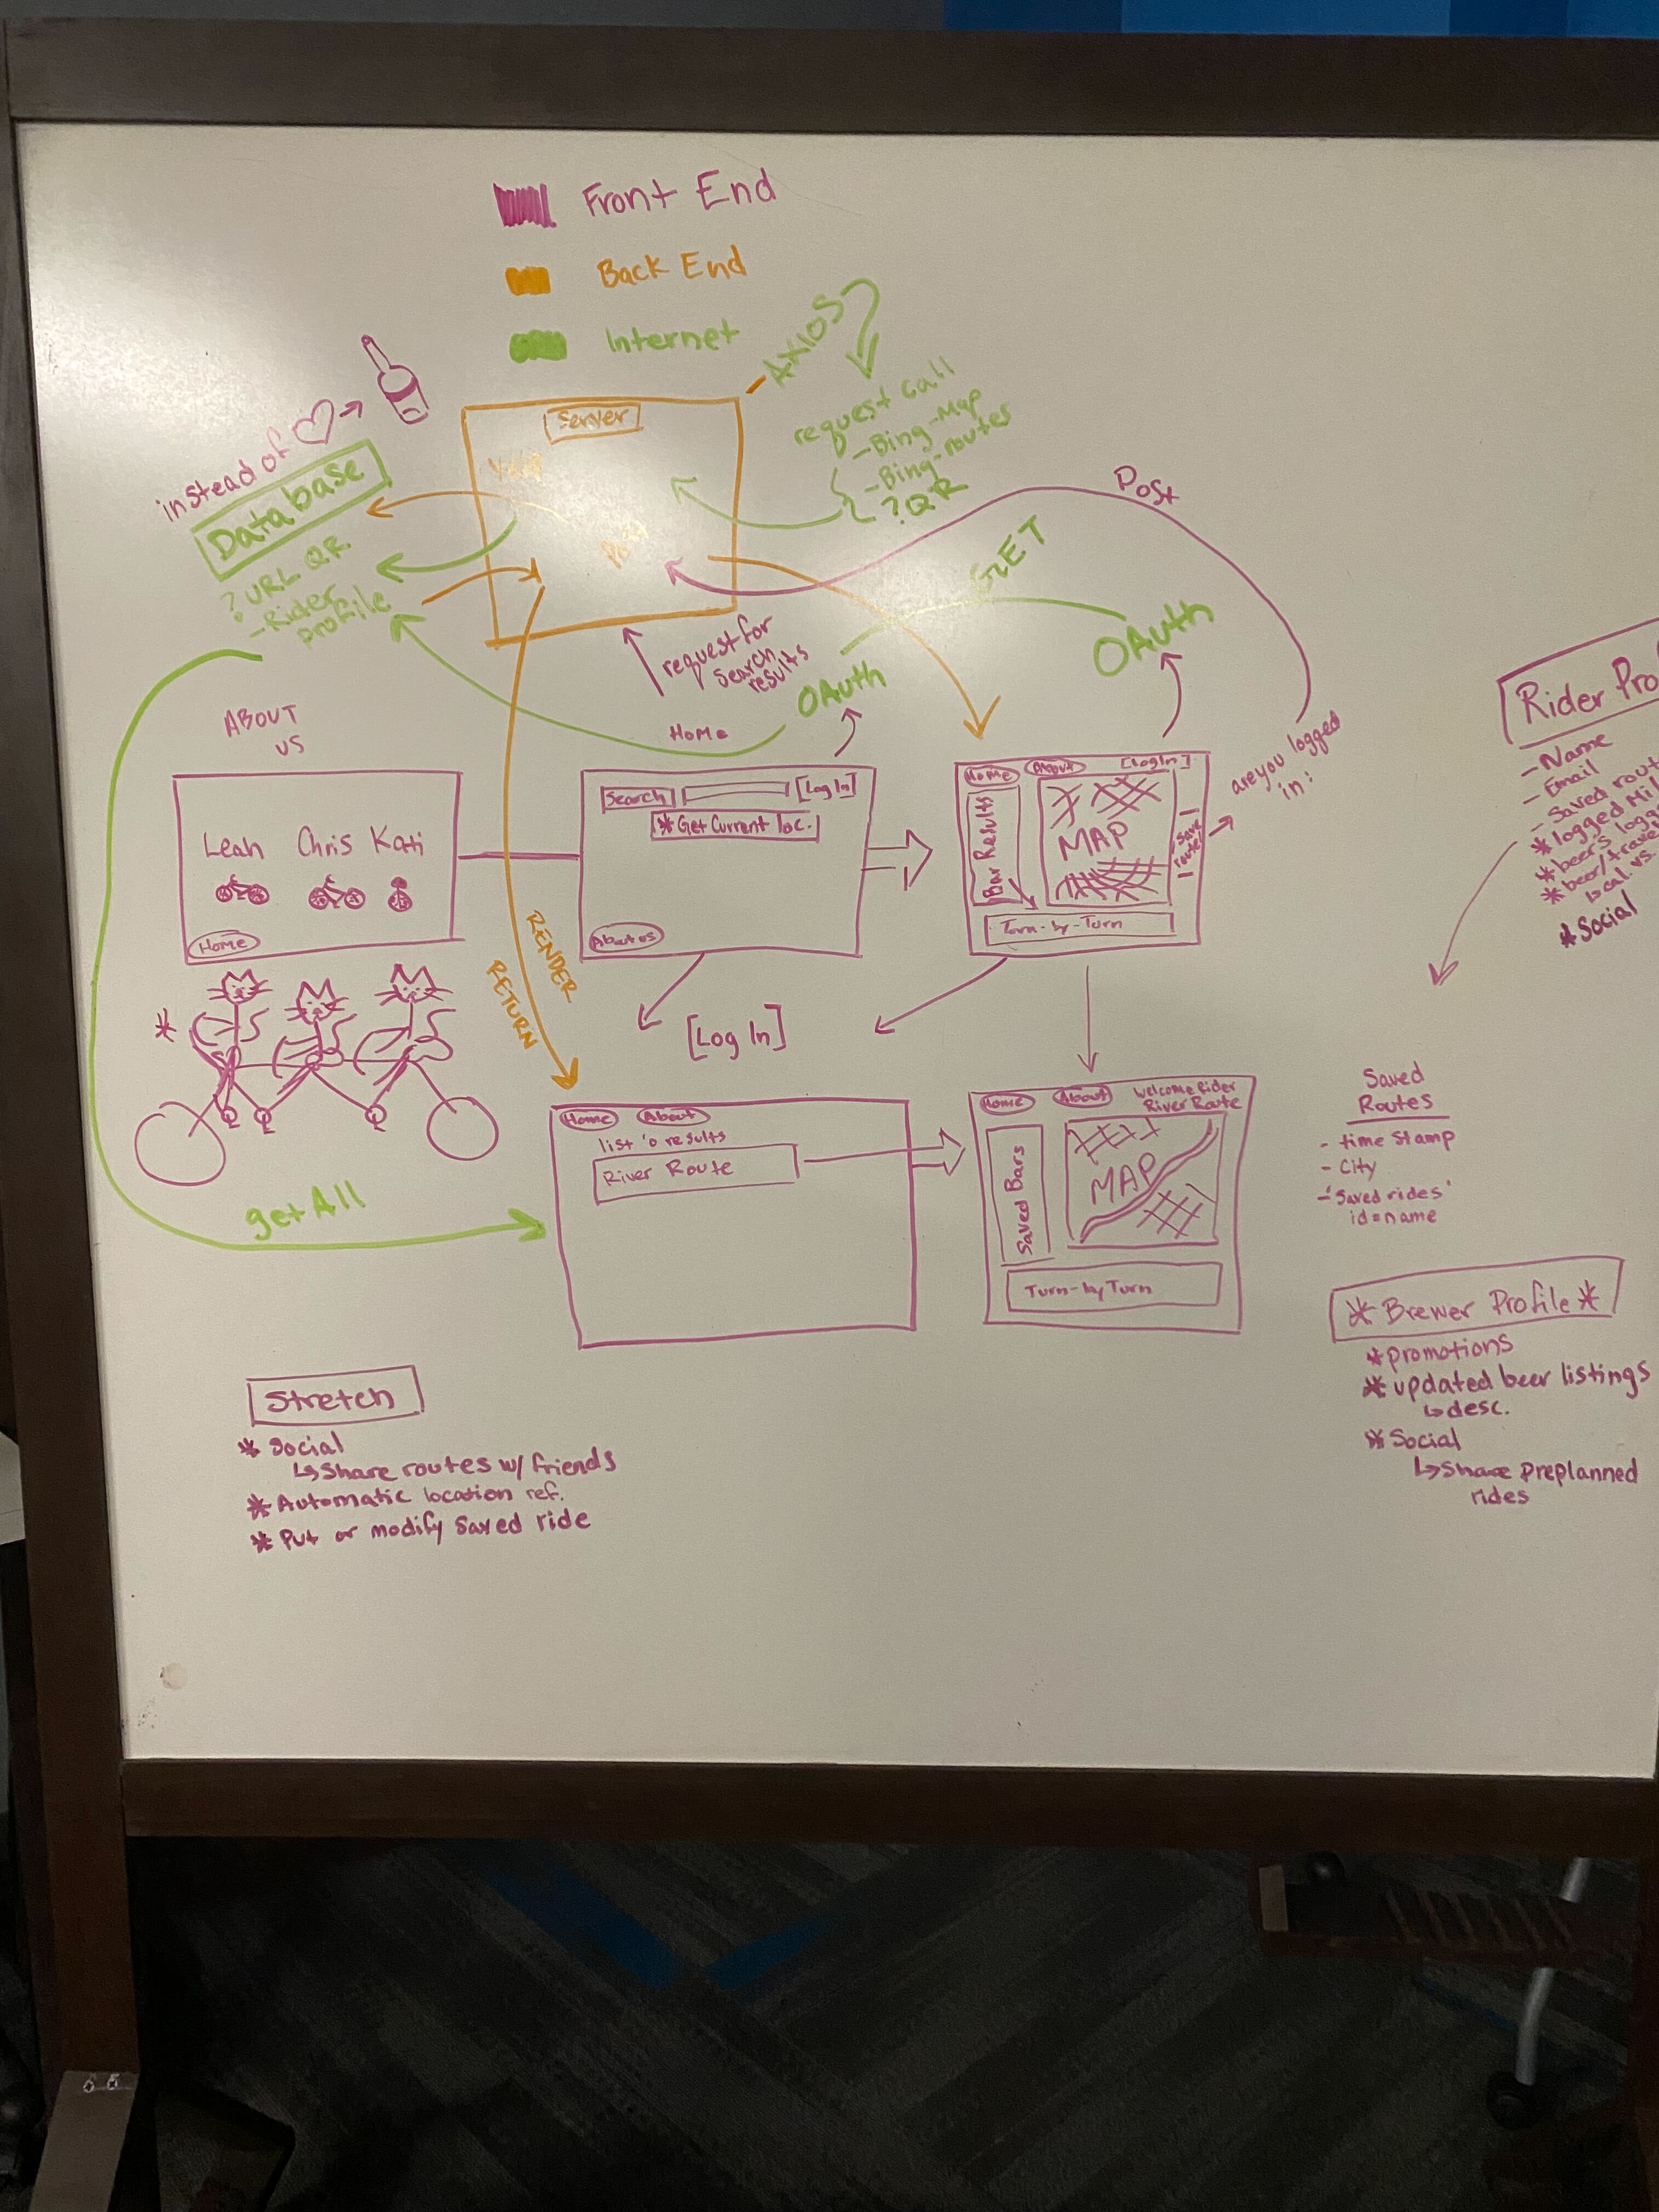 Front End
Back End
Internet
AXIOS
instead of
Server
request call
- Bing-Map
- Bing-routes
? QR
Database
? URL QR
- Rider
profile
Post
GET
OAuth
request for
search
results
OAuth
are you logged
in?
ABOUT
US
Leah Chris Kati
Home
Home
Search [Log In]
* Get Current loc.
About us
Home About [Log In]
Bar Results
MAP
save
route
Turn-by-Turn
RENDER
RETURN
[Log In]
getAll
Home About
list 'o results
River Route
Home About Welcome Rider
River Route
Saved Bars
MAP
Turn-by Turn
Rider Pro
- Name
- Email
- Saved rout
* logged Mil
* beers logg
* beer/trave
local vs.
* Social
Saved
Routes
- time stamp
- City
- 'Saved rides'
id=name
* Brewer Profile *
* promotions
* updated beer listings
↳ desc.
* Social
↳ Share preplanned
rides
Stretch
* Social
↳ Share routes w/ friends
* Automatic location ref.
* Put or modify saved ride